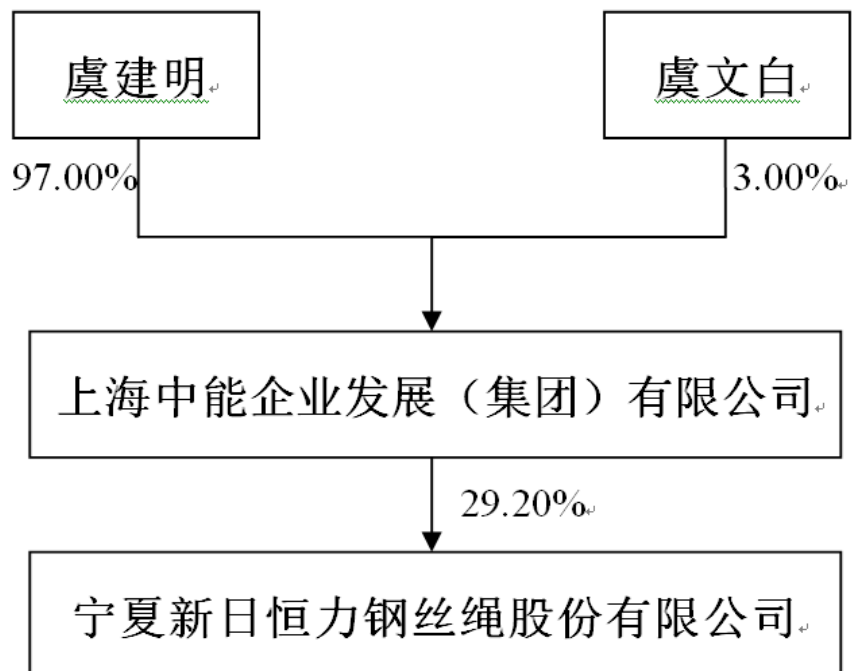 虞建明
虞文白
97.00%
3.00%
上海中能企业发展（集团）有限公司
29.20%
宁夏新日恒力钢丝绳股份有限公司